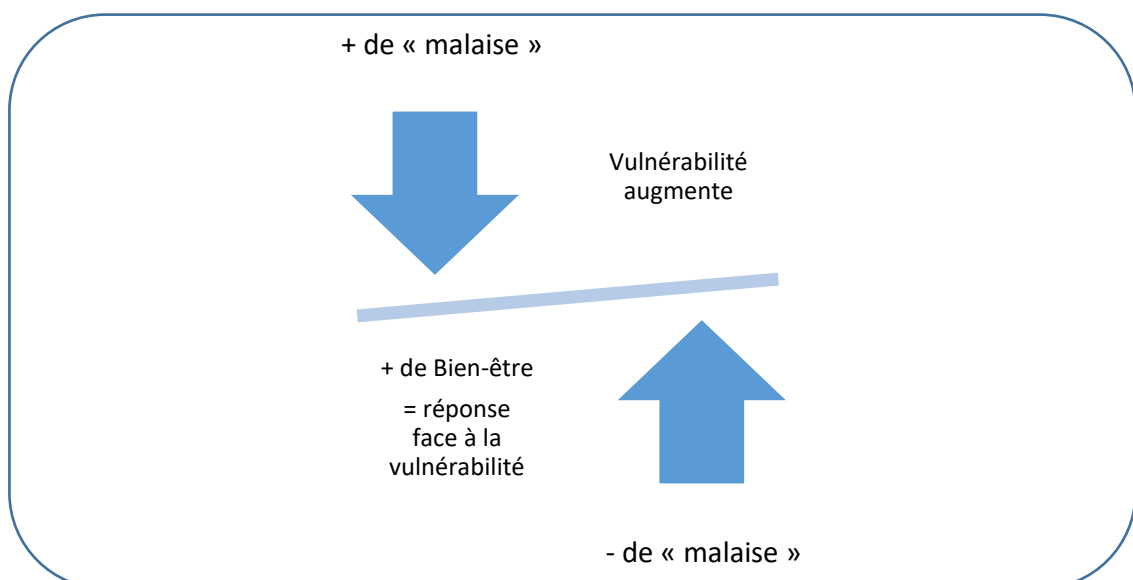 + de « malaise »
Vulnérabilité
augmente
+ de Bien-être
= réponse
face à la
vulnérabilité
- de « malaise »